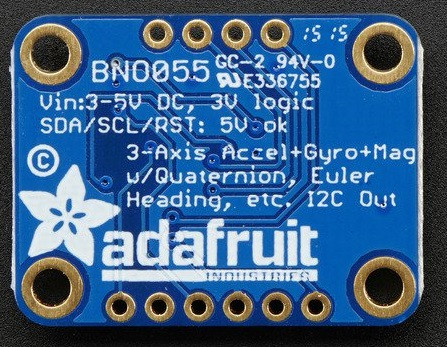 1515
BNO055 GC-2 94V-0
E336755
Vin:3-5V DC, 3V logic
SDA/SCL/RST: 5V ok
© 3-Axis Accel+Gyro+Mag
w/Quaternion, Euler
Heading, etc. I2C Out
adafruit
INDUSTRIES